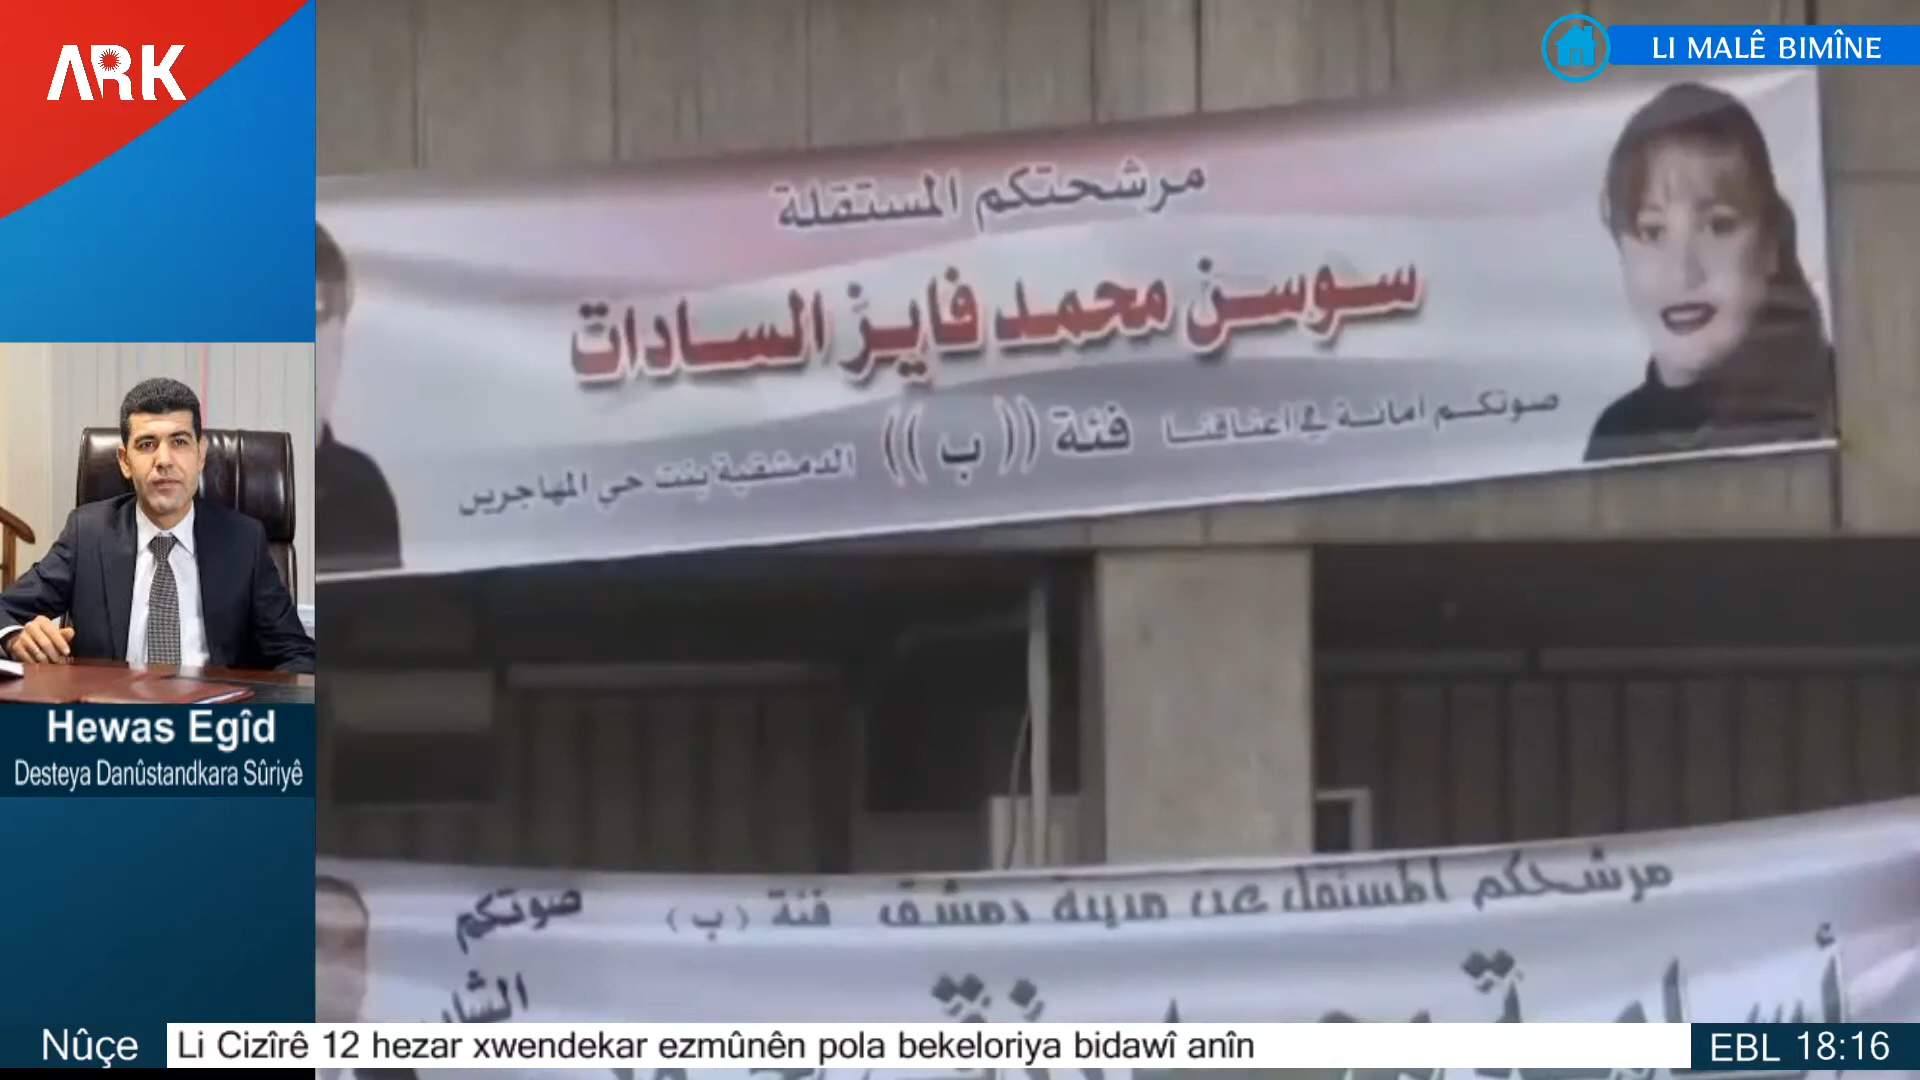 ARK
LI MALÊ BIMÎNE
مرشحتكم المستقلة
سوسن محمد فايز السادات
صوتكم أمانة في أعناقنا فئة ((ب)) الدمشقية بنت حي المهاجرين
Hewas Egîd
Desteya Danûstandkara Sûriyê
مرشحكم المستقل عن مدينة دمشق فئة (ب)
صوتكم
Nûçe
Li Cizîrê 12 hezar xwendekar ezmûnên pola bekeloriya bidawî anîn
EBL 18:16